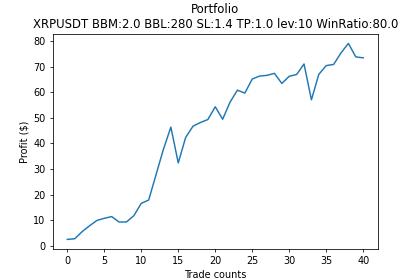 Portfolio
XRPUSDT BBM:2.0 BBL:280 SL:1.4 TP:1.0 lev:10 WinRatio:80.0
80
70
60
50
40
30
20
10
0
Profit ($)
0 5 10 15 20 25 30 35 40
Trade counts